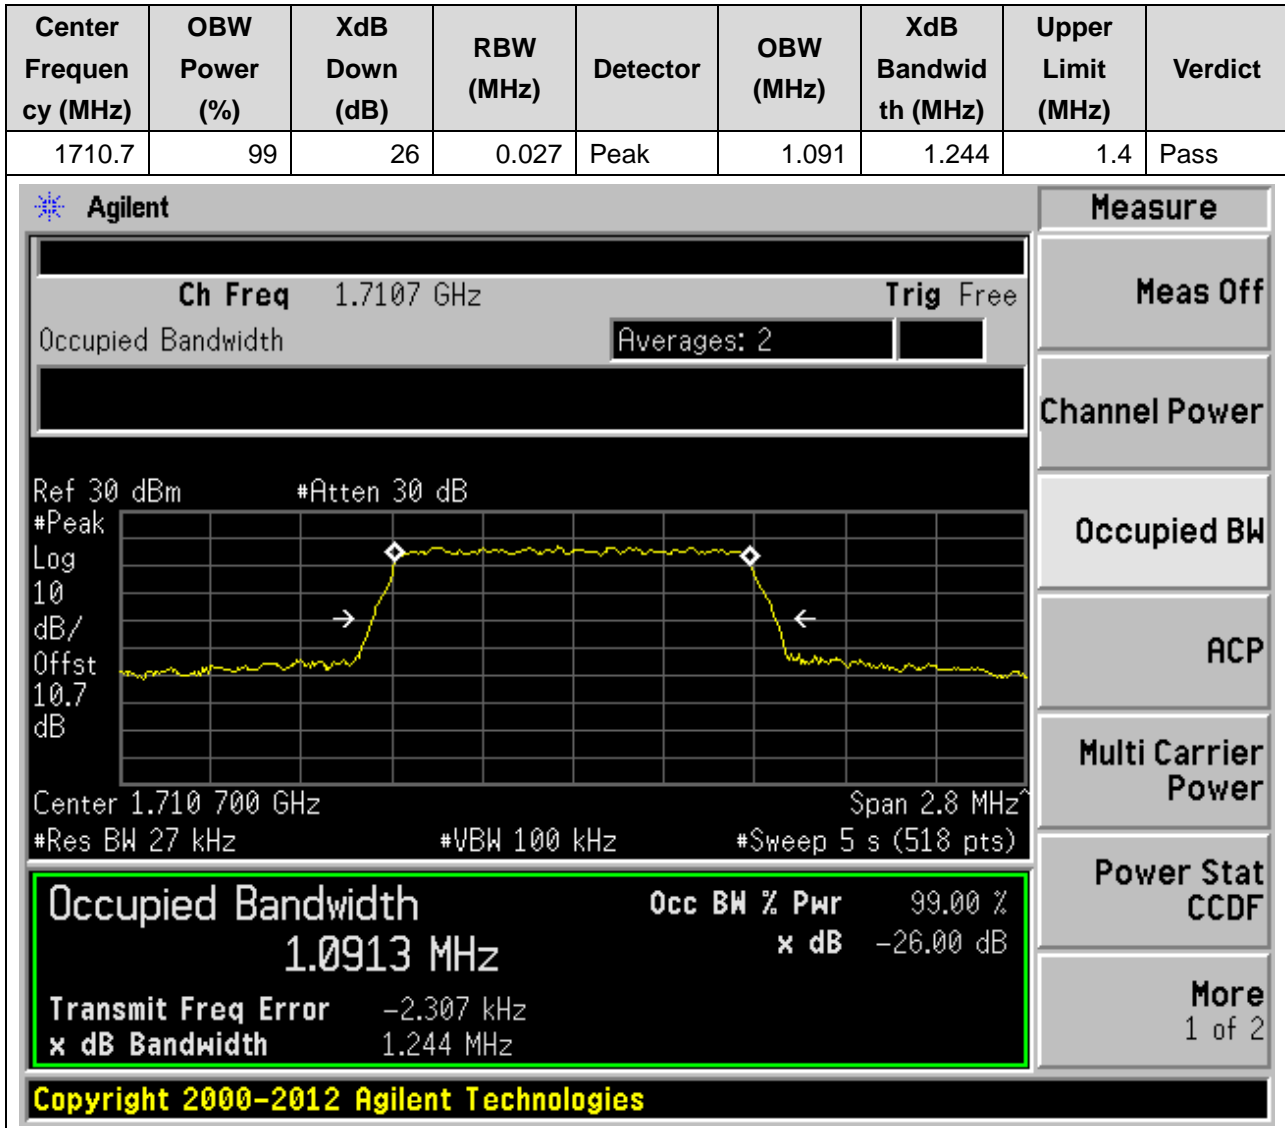 Center Frequen cy (MHz) OBW Power (%) XdB Down (dB) RBW (MHz) Detector OBW (MHz) XdB Bandwid th (MHz) Upper Limit (MHz) Verdict
1710.7 99 26 0.027 Peak 1.091 1.244 1.4 Pass
Agilent
Ch Freq 1.7107 GHz Trig Free
Occupied Bandwidth Averages: 2
Ref 30 dBm #Atten 30 dB
#Peak
Log
10
dB/
Offst
10.7
dB
Center 1.710 700 GHz Span 2.8 MHz^
#Res BW 27 kHz #VBW 100 kHz #Sweep 5 s (518 pts)
Occupied Bandwidth Occ BW % Pwr 99.00 %
1.0913 MHz x dB -26.00 dB
Transmit Freq Error -2.307 kHz
x dB Bandwidth 1.244 MHz
Copyright 2000-2012 Agilent Technologies
Measure
Meas Off
Channel Power
Occupied BW
ACP
Multi Carrier
Power
Power Stat
CCDF
More
1 of 2